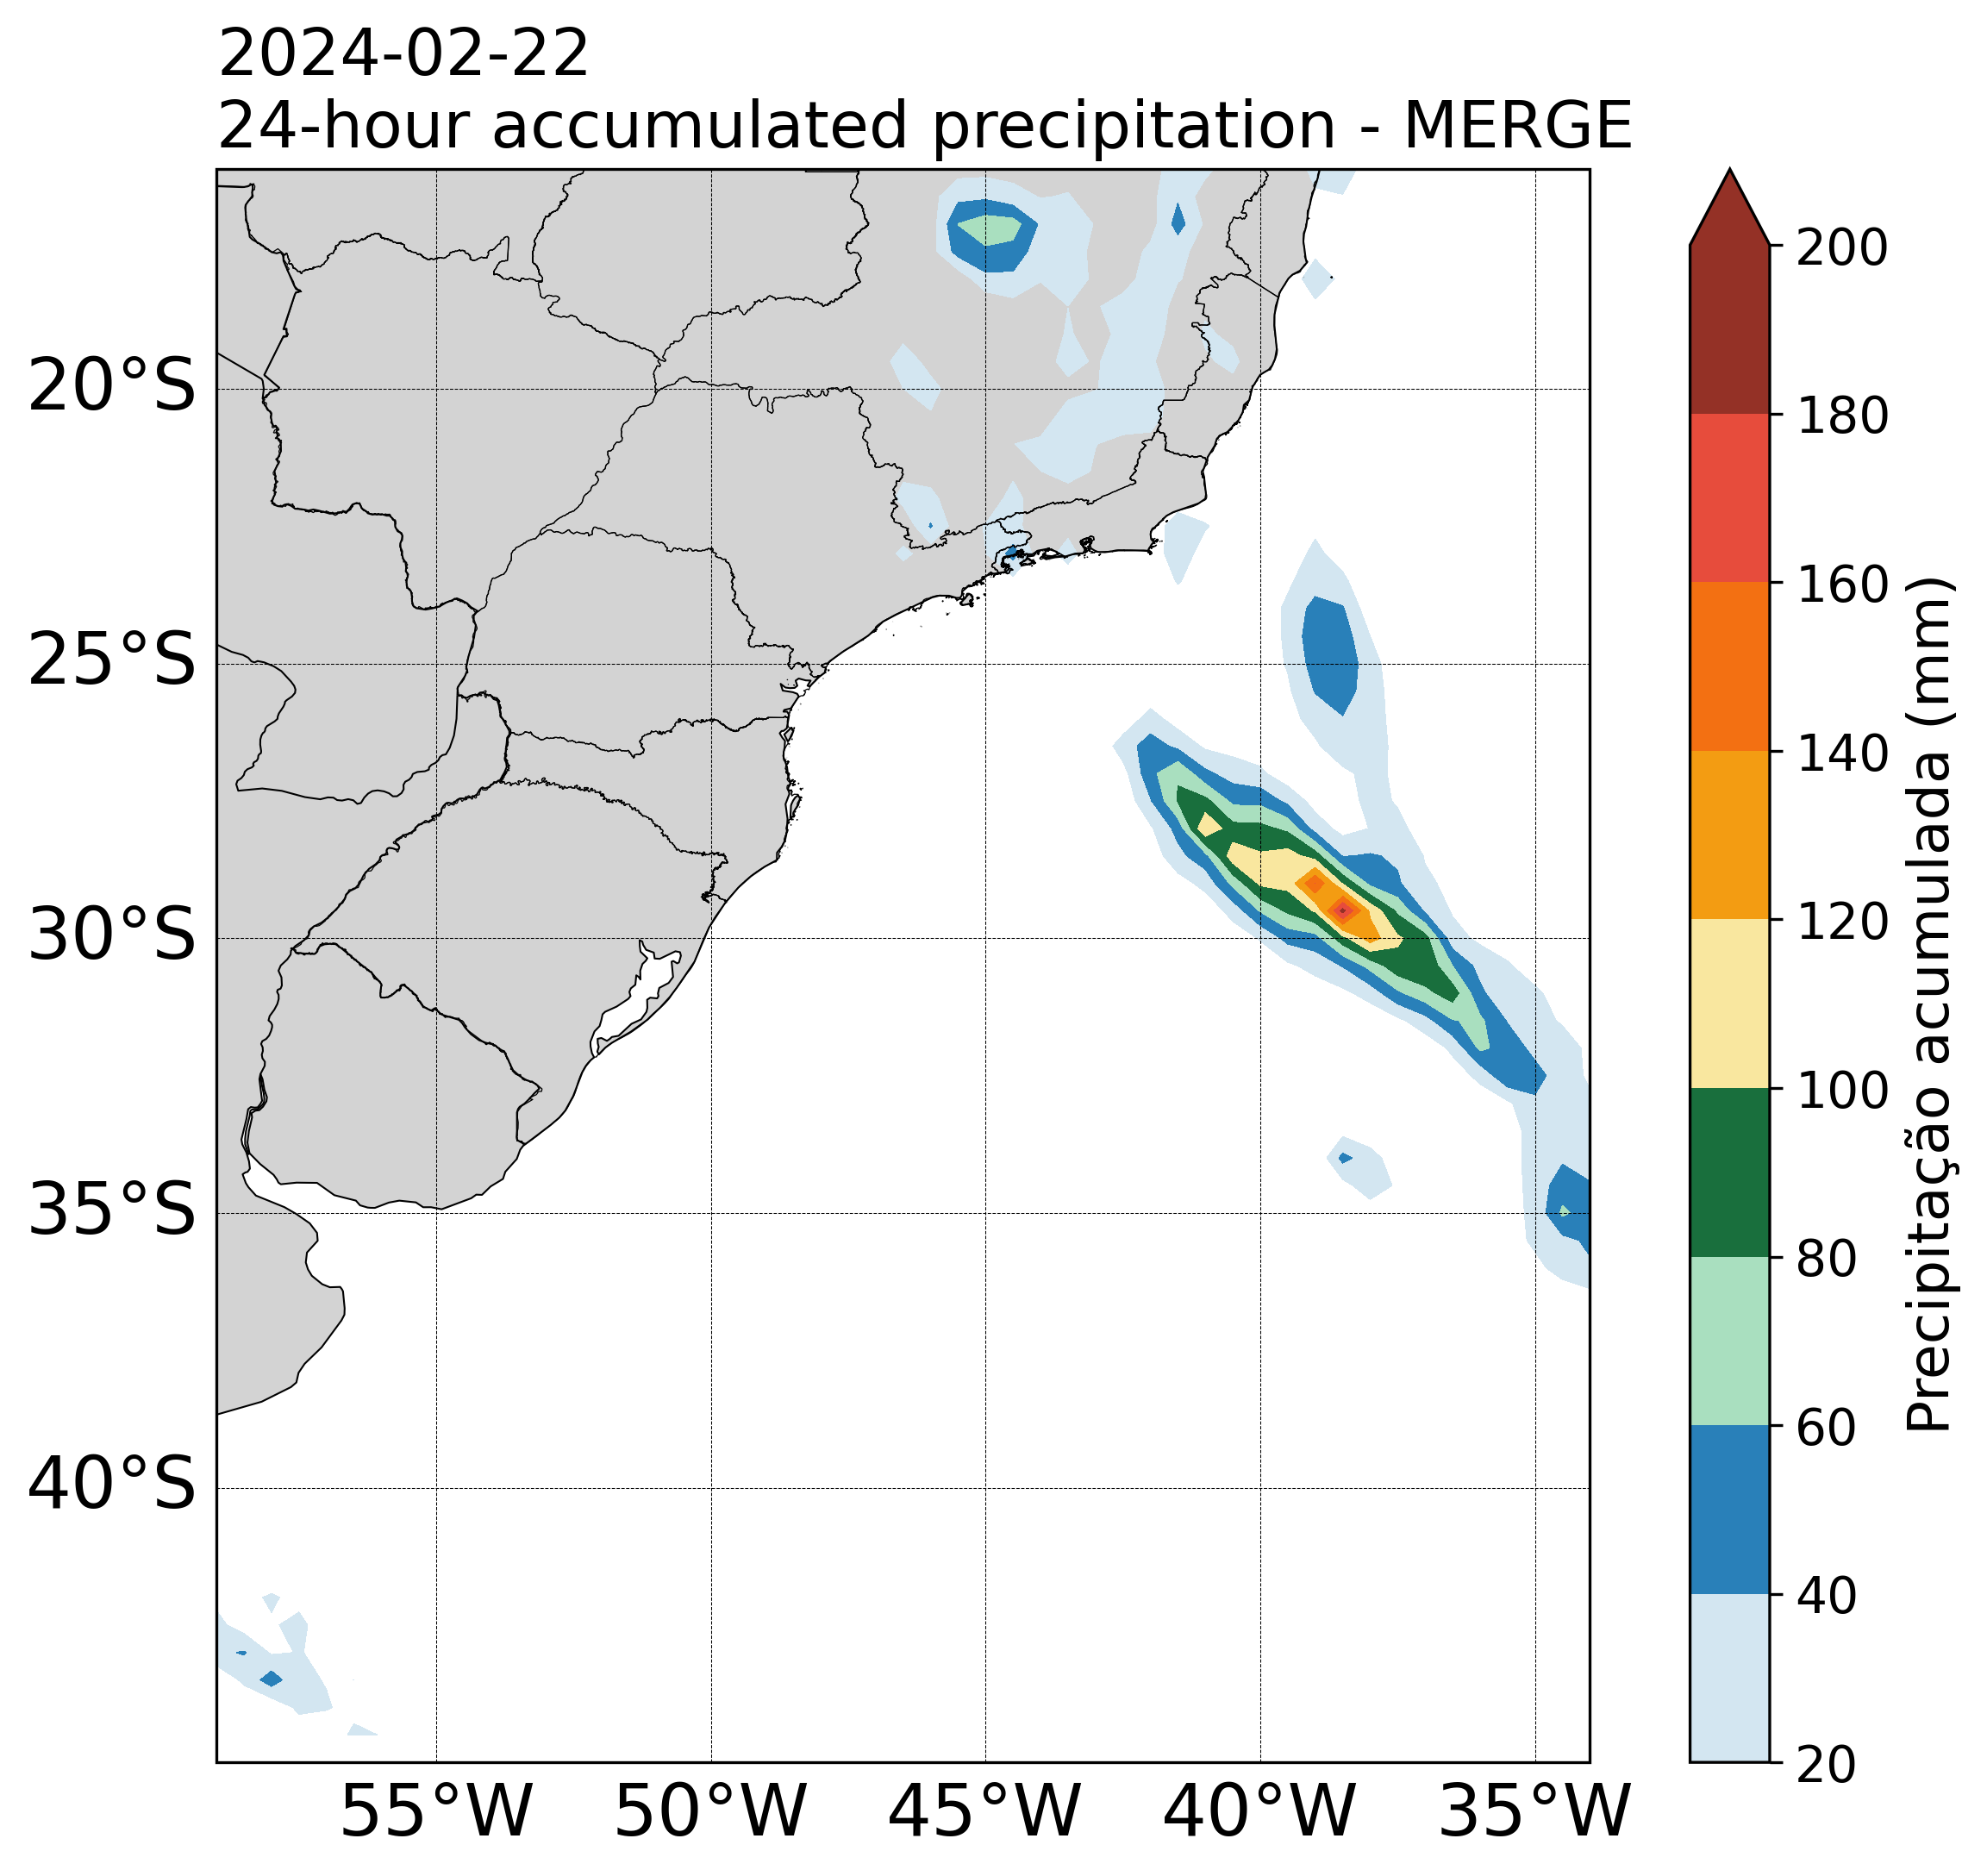 2024-02-22
24-hour accumulated precipitation - MERGE
20°S
25°S
30°S
35°S
40°S
55°W
50°W
45°W
40°W
35°W
200
180
160
140
120
100
80
60
40
20
Precipitação acumulada (mm)